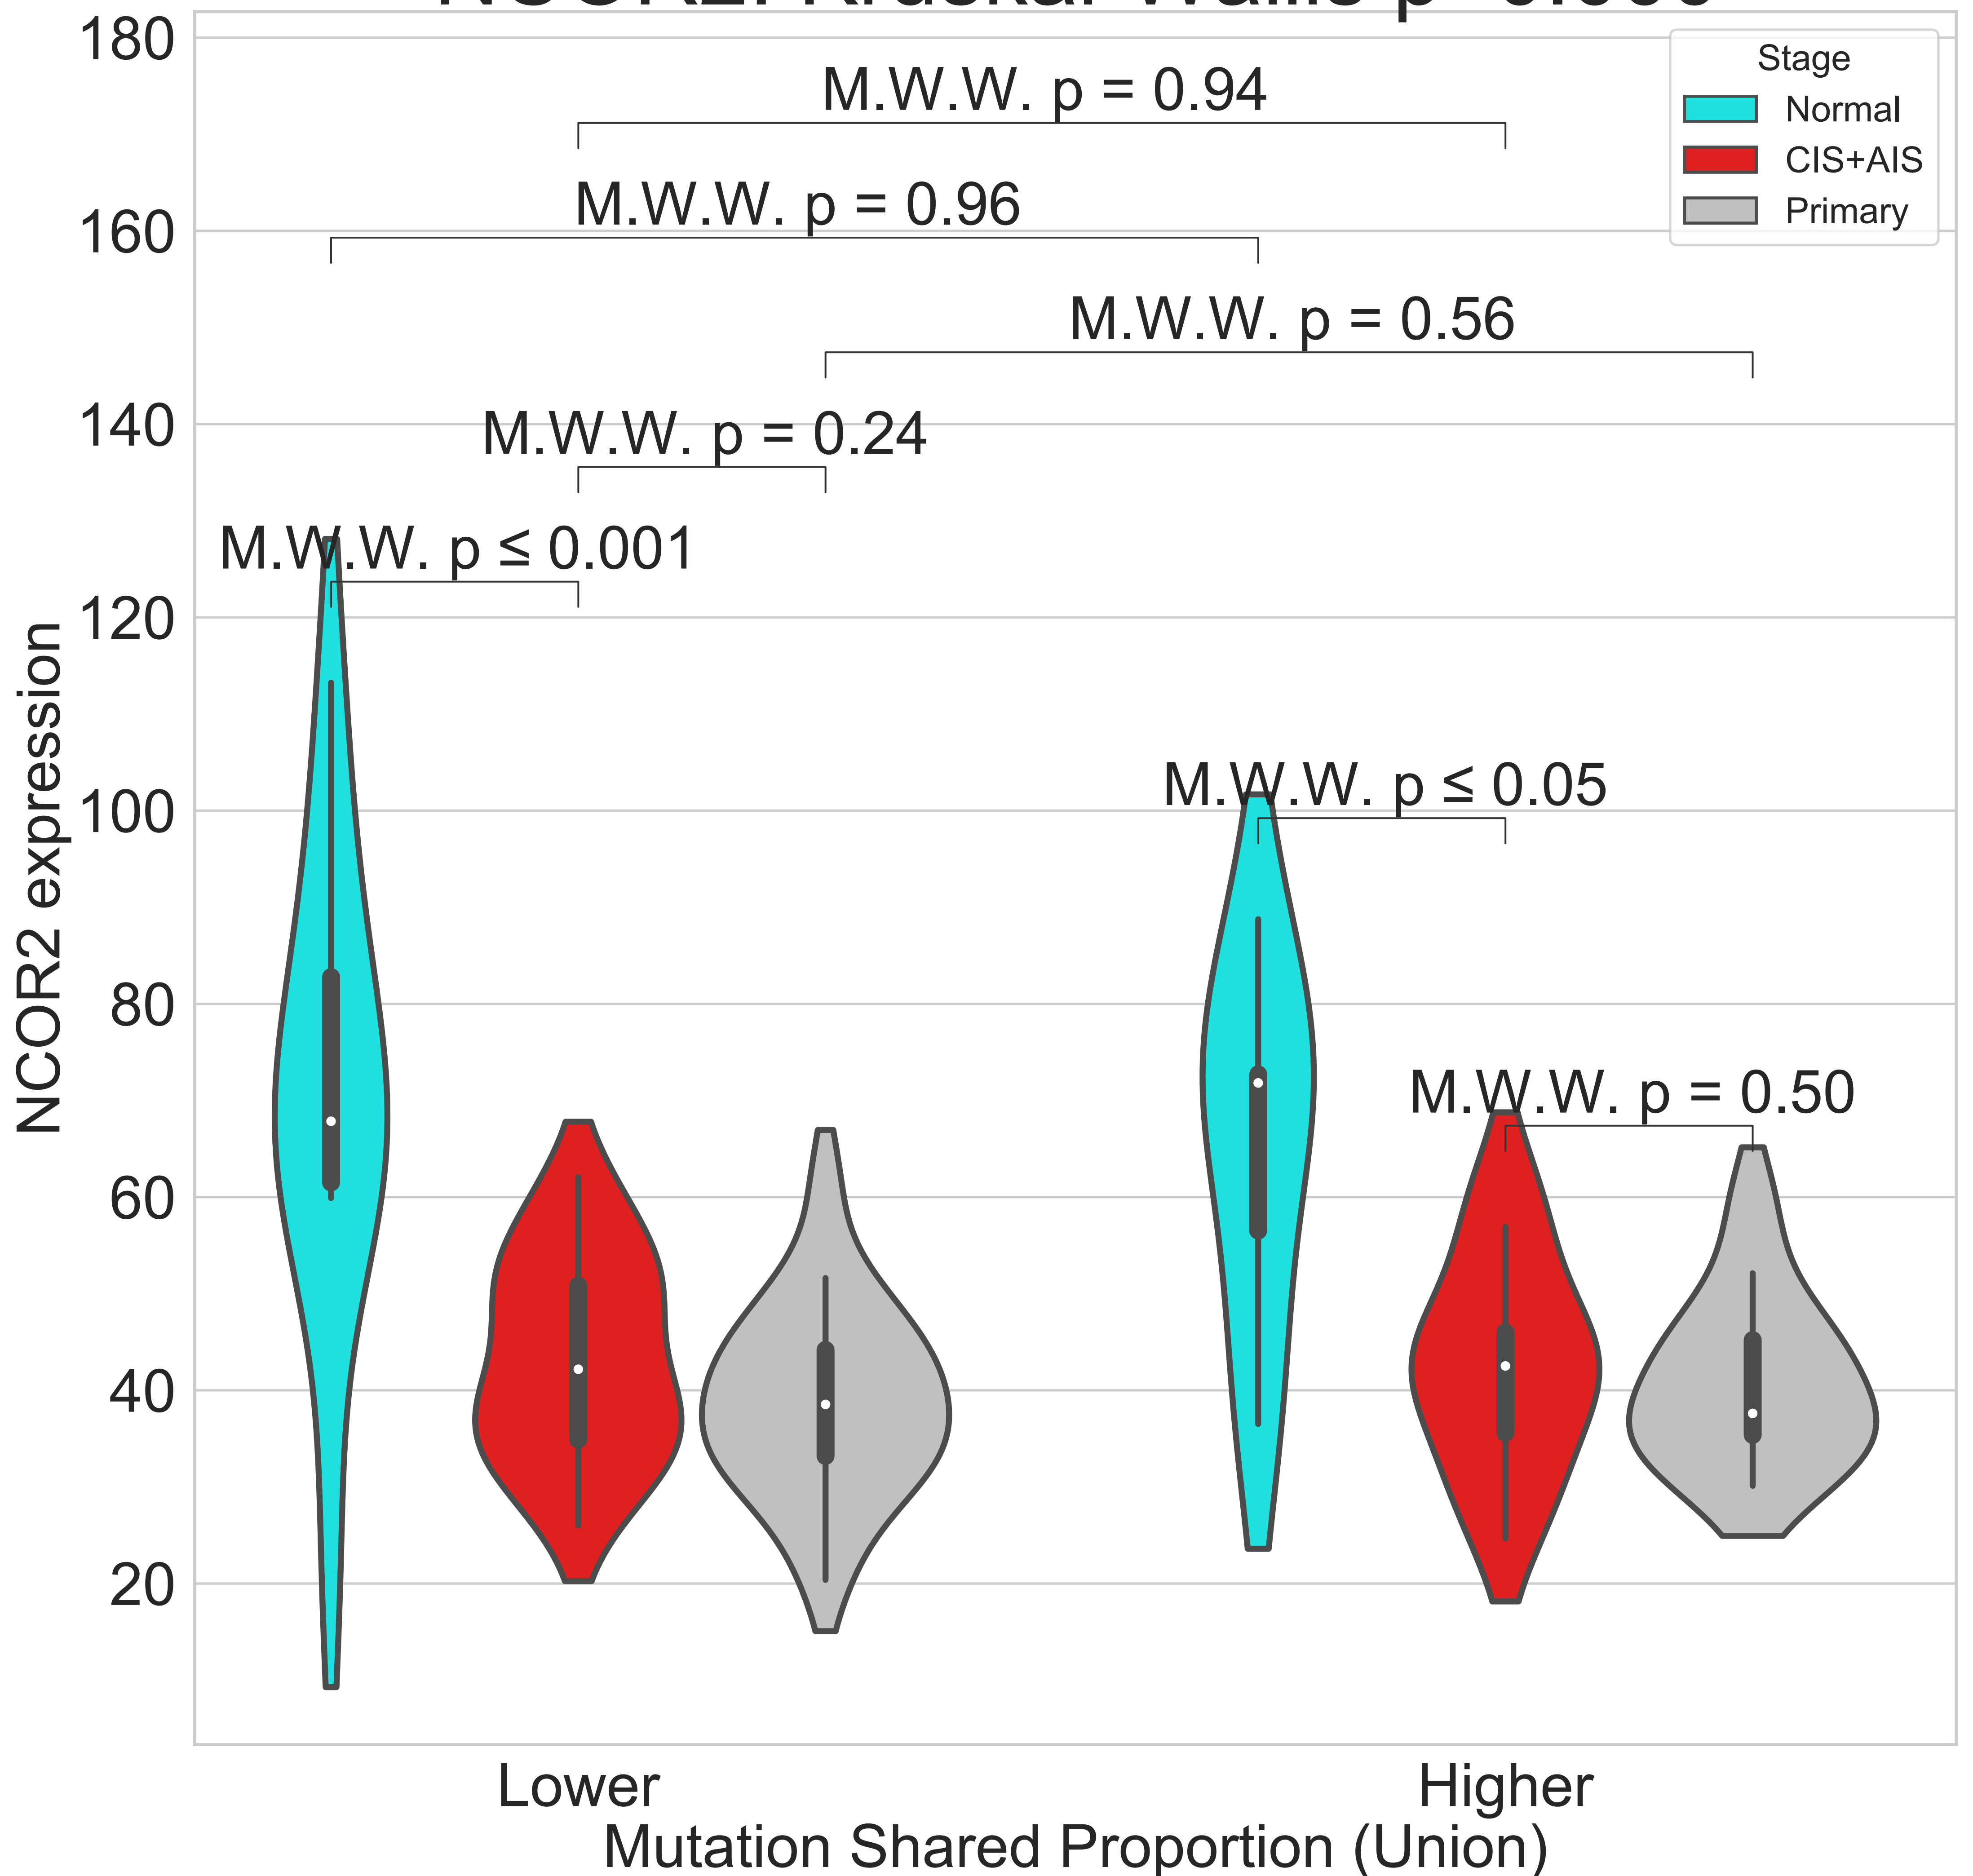 180
160
140
120
100
80
60
40
20
NCOR2 expression
M.W.W. p = 0.94
M.W.W. p = 0.96
M.W.W. p = 0.56
M.W.W. p = 0.24
M.W.W. p ≤ 0.001
M.W.W. p ≤ 0.05
M.W.W. p = 0.50
Stage
Normal
CIS+AIS
Primary
Lower
Higher
Mutation Shared Proportion (Union)